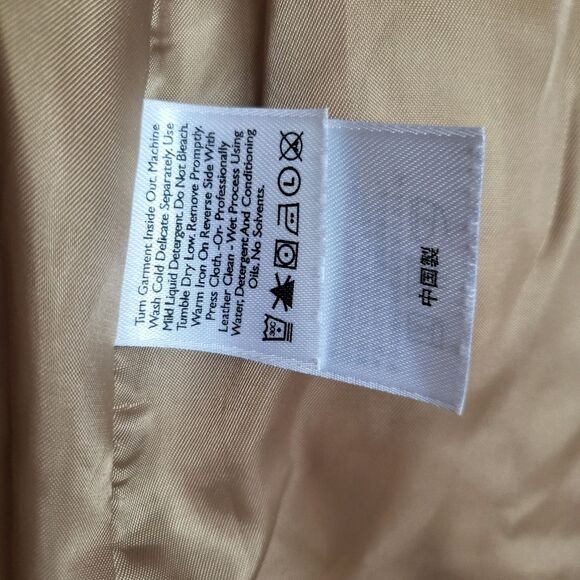 Turn Garment Inside Out. Machine
Wash Cold Delicate Separately. Use
Mild Liquid Detergent. Do Not Bleach.
Tumble Dry Low. Remove Promptly.
Warm Iron On Reverse Side With
Press Cloth. -Or- Professionally
Leather Clean - Wet Process Using
Water, Detergent And Conditioning
Oils. No Solvents.
30C
L
中国製